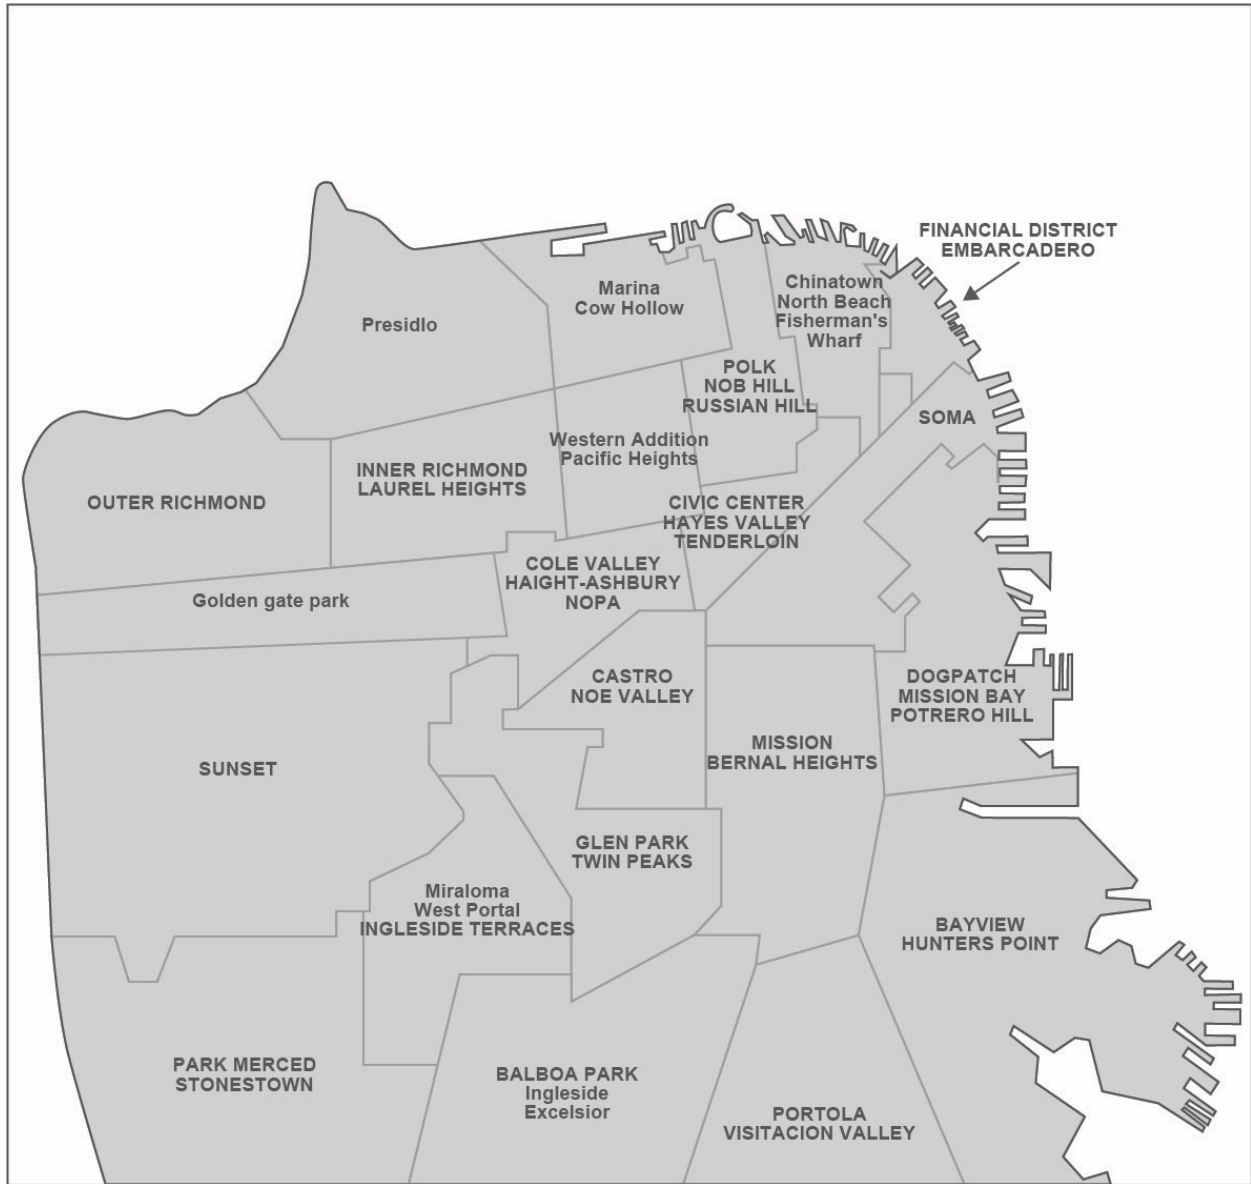 FINANCIAL DISTRICT
EMBARCADERO
Chinatown
North Beach
Fisherman's
Wharf
Marina
Cow Hollow
Presidlo
POLK
NOB HILL
RUSSIAN HILL
SOMA
Western Addition
Pacific Heights
INNER RICHMOND
LAUREL HEIGHTS
OUTER RICHMOND
CIVIC CENTER
HAYES VALLEY
TENDERLOIN
COLE VALLEY
HAIGHT-ASHBURY
NOPA
Golden gate park
CASTRO
NOE VALLEY
DOGPATCH
MISSION BAY
POTRERO HILL
SUNSET
MISSION
BERNAL HEIGHTS
GLEN PARK
TWIN PEAKS
Miraloma
West Portal
INGLESIDE TERRACES
BAYVIEW
HUNTERS POINT
PARK MERCED
STONESTOWN
BALBOA PARK
Ingleside
Excelsior
PORTOLA
VISITACION VALLEY